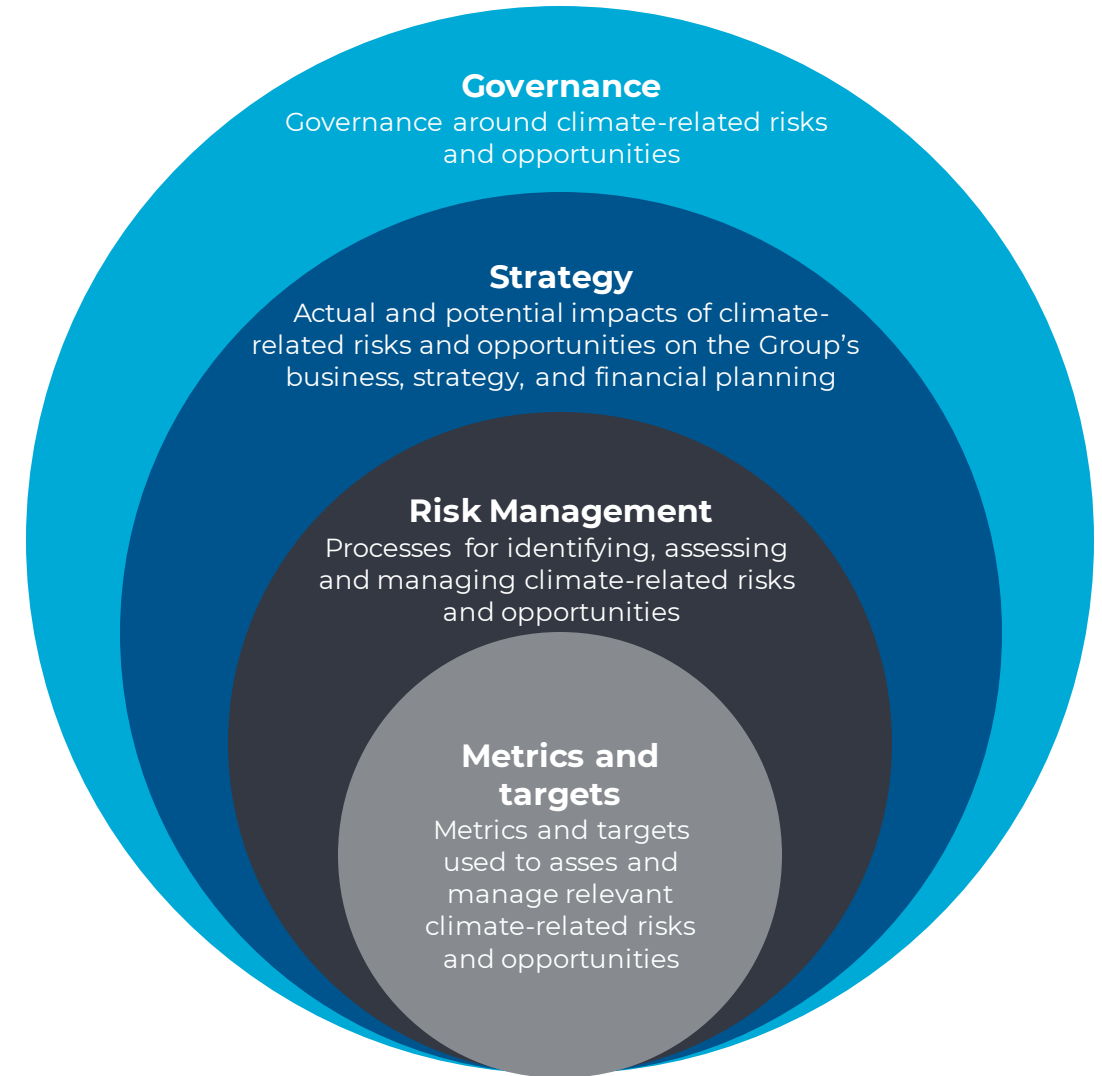 Governance
Governance around climate-related risks
and opportunities
Strategy
Actual and potential impacts of climate-
related risks and opportunities on the Group’s
business, strategy, and financial planning
Risk Management
Processes for identifying, assessing
and managing climate-related risks
and opportunities
Metrics and
targets
Metrics and targets
used to asses and
manage relevant
climate-related risks
and opportunities